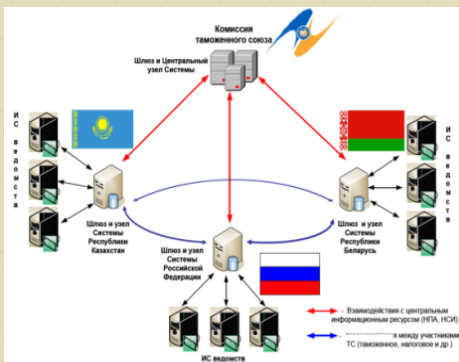 Комиссия
таможенного союза
Шлюз и Центральный
узел Системы
ИС ведомств
ИС ведомств
Шлюз и узел
Системы
Республики
Казахстан
Шлюз и узел
Системы
Российской
Федерации
Шлюз и узел
Системы
Республики
Беларусь
ИС ведомств
- Взаимодействия с центральным
информационным ресурсом (НПА, НСИ)
между участниками
ТС (таможенное, налоговое и др.)